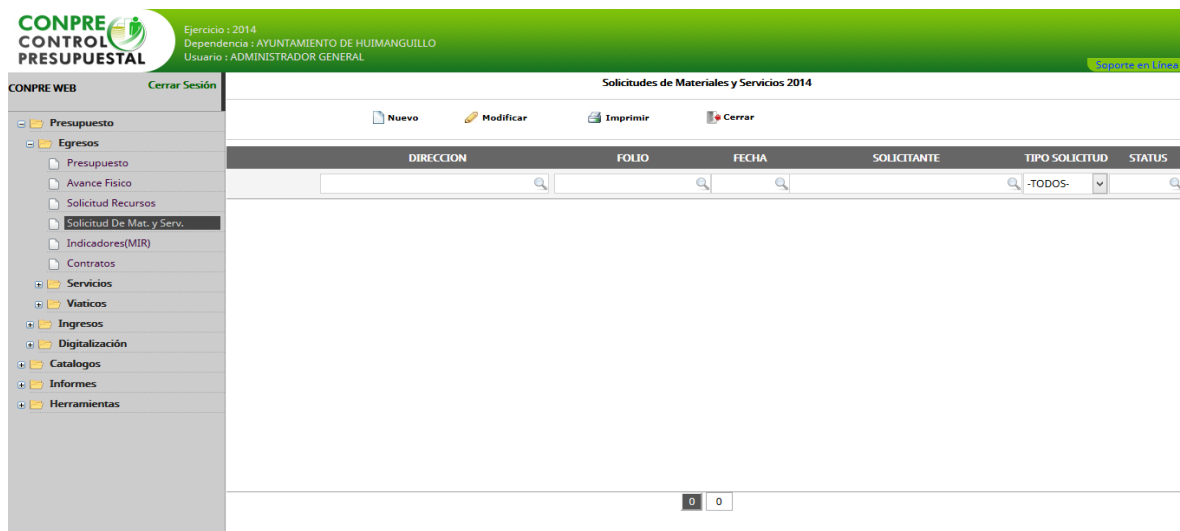 CONPRE
CONTROL
PRESUPUESTAL
Ejercicio : 2014
Dependencia : AYUNTAMIENTO DE HUIMANGUILLO
Usuario : ADMINISTRADOR GENERAL
Soporte en Línea
CONPRE WEB Cerrar Sesión
Solicitudes de Materiales y Servicios 2014
Nuevo Modificar Imprimir Cerrar
Presupuesto
Egresos
Presupuesto
Avance Fisico
Solicitud Recursos
Solicitud De Mat. y Serv.
Indicadores(MIR)
Contratos
Servicios
Viaticos
Ingresos
Digitalización
Catalogos
Informes
Herramientas
DIRECCION FOLIO FECHA SOLICITANTE TIPO SOLICITUD STATUS
-TODOS-
0 0